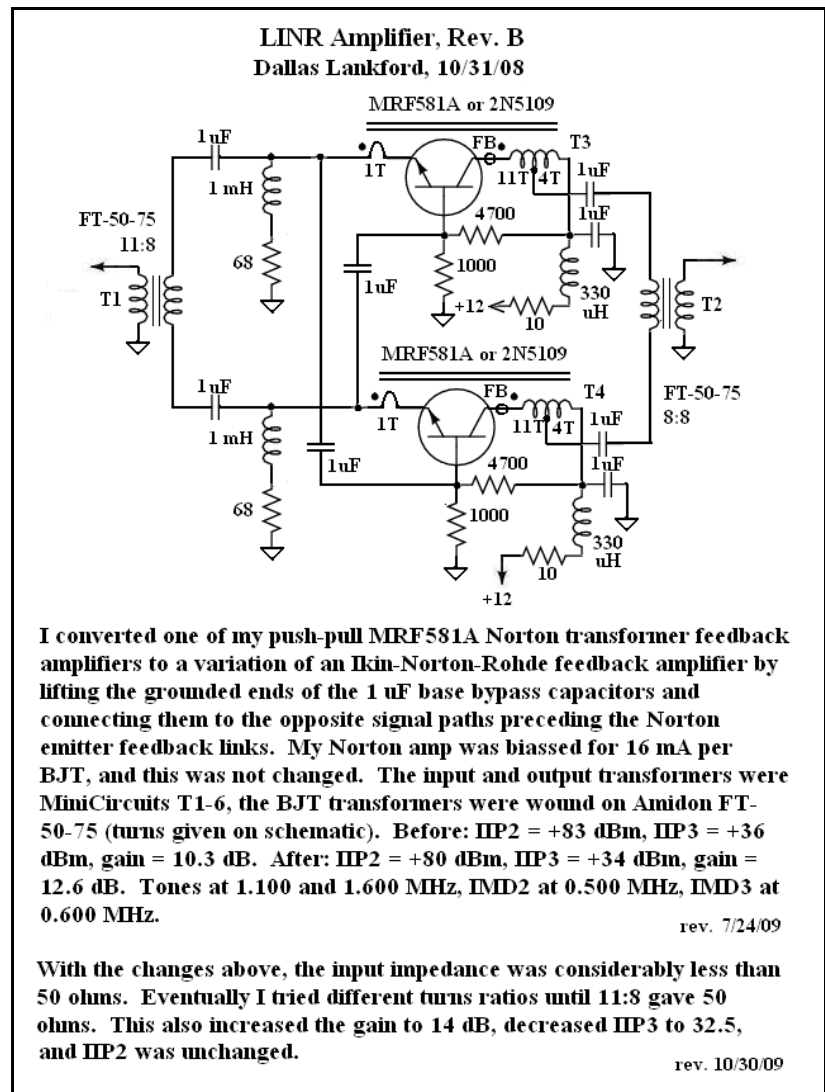 LINR Amplifier, Rev. B
Dallas Lankford, 10/31/08
MRF581A or 2N5109
1uF
FB
T3
1T
11T 4T
1uF
1 mH
4700
1uF
FT-50-75
11:8
68
1000
1uF
T1
+12
10
330
uH
T2
MRF581A or 2N5109
1uF
FB
T4
FT-50-75
8:8
1T
11T 4T
1uF
1 mH
1uF
4700
1uF
68
1000
330
uH
10
+12
I converted one of my push-pull MRF581A Norton transformer feedback
amplifiers to a variation of an Ikin-Norton-Rohde feedback amplifier by
lifting the grounded ends of the 1 uF base bypass capacitors and
connecting them to the opposite signal paths preceding the Norton
emitter feedback links. My Norton amp was biassed for 16 mA per
BJT, and this was not changed. The input and output transformers were
MiniCircuits T1-6, the BJT transformers were wound on Amidon FT-
50-75 (turns given on schematic). Before: IIP2 = +83 dBm, IIP3 = +36
dBm, gain = 10.3 dB. After: IIP2 = +80 dBm, IIP3 = +34 dBm, gain =
12.6 dB. Tones at 1.100 and 1.600 MHz, IMD2 at 0.500 MHz, IMD3 at
0.600 MHz.
rev. 7/24/09
With the changes above, the input impedance was considerably less than
50 ohms. Eventually I tried different turns ratios until 11:8 gave 50
ohms. This also increased the gain to 14 dB, decreased IIP3 to 32.5,
and IIP2 was unchanged.
rev. 10/30/09